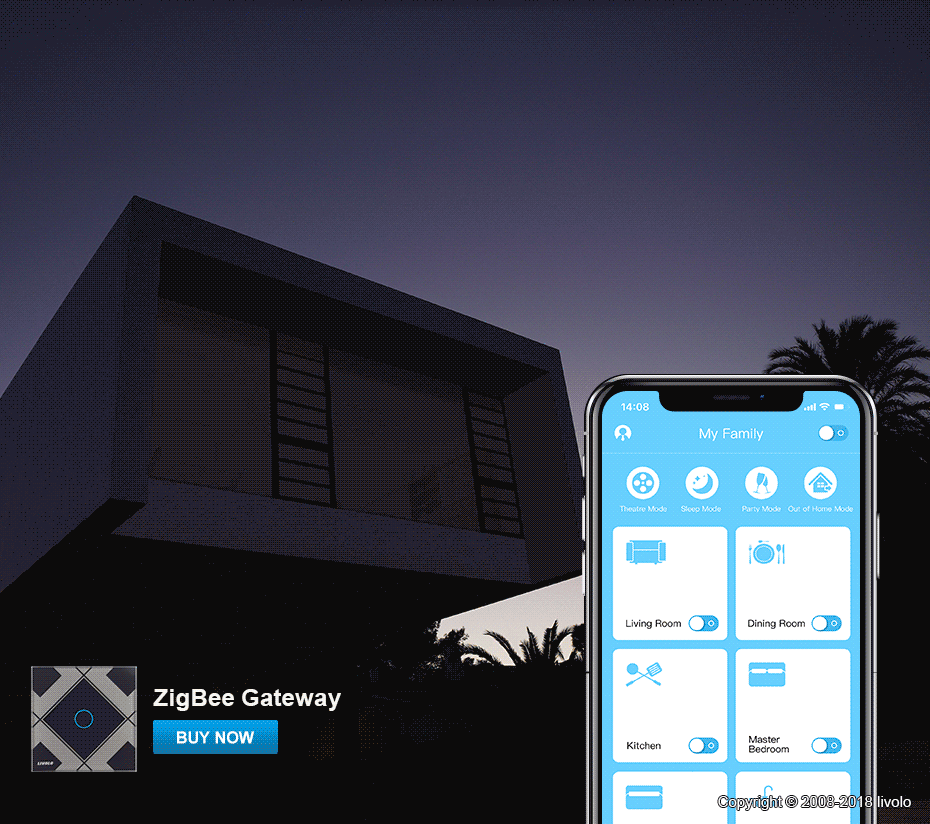 14:08
My Family
Theatre Mode
Sleep Mode
Party Mode
Out of Home Mode
Living Room
Dining Room
Kitchen
Master
Bedroom
ZigBee Gateway
BUY NOW
LIVOLO
Copyright © 2008-2018 livolo